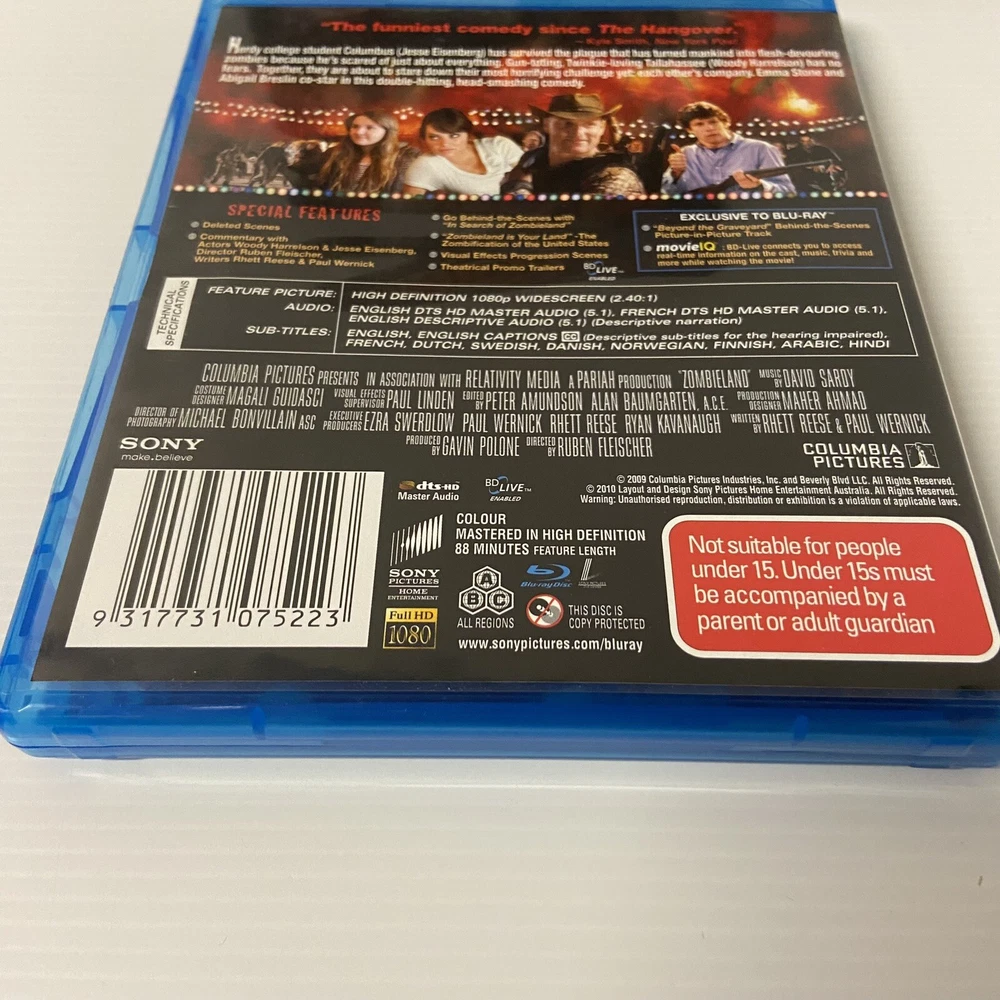 "The funniest comedy since The Hangover."
– Kyle Smith, New York Post
Nerdy college student Columbus (Jesse Eisenberg) has survived the plague that has turned mankind into flesh-devouring
zombies because he's scared of just about everything. Gun-toting, Twinkie-loving Tallahassee (Woody Harrelson) has no
fears. Together, they are about to stare down their most horrifying challenge yet: each other's company. Emma Stone and
Abigail Breslin co-star in this double-hitting, head-smashing comedy.
SPECIAL FEATURES
Deleted Scenes
Commentary with
Actors Woody Harrelson & Jesse Eisenberg,
Director Ruben Fleischer,
Writers Rhett Reese & Paul Wernick
Go Behind-the-Scenes with
"In Search of Zombieland"
"Zombieland is Your Land"-The
Zombification of the United States
Visual Effects Progression Scenes
Theatrical Promo Trailers
BD LIVE™
ENABLED
EXCLUSIVE TO BLU-RAY™
"Beyond the Graveyard" Behind-the-Scenes
Picture-in-Picture Track
movieIQ : BD-Live connects you to access
real-time information on the cast, music, trivia and
more while watching the movie!
TECHNICAL
SPECIFICATIONS
FEATURE PICTURE: HIGH DEFINITION 1080p WIDESCREEN (2.40:1)
AUDIO: ENGLISH DTS HD MASTER AUDIO (5.1), FRENCH DTS HD MASTER AUDIO (5.1),
ENGLISH DESCRIPTIVE AUDIO (5.1) (Descriptive narration)
SUB-TITLES: ENGLISH, ENGLISH CAPTIONS CC (Descriptive sub-titles for the hearing impaired),
FRENCH, DUTCH, SWEDISH, DANISH, NORWEGIAN, FINNISH, ARABIC, HINDI
COLUMBIA PICTURES PRESENTS IN ASSOCIATION WITH RELATIVITY MEDIA A PARIAH PRODUCTION "ZOMBIELAND" MUSIC BY DAVID SARDY
COSTUME DESIGNER MAGALI GUIDASCI VISUAL EFFECTS SUPERVISOR PAUL LINDEN EDITED BY PETER AMUNDSON ALAN BAUMGARTEN, A.C.E. PRODUCTION DESIGNER MAHER AHMAD
DIRECTOR OF PHOTOGRAPHY MICHAEL BONVILLAIN ASC EXECUTIVE PRODUCERS EZRA SWERDLOW PAUL WERNICK RHETT REESE RYAN KAVANAUGH WRITTEN BY RHETT REESE & PAUL WERNICK
PRODUCED BY GAVIN POLONE DIRECTED BY RUBEN FLEISCHER
SONY
make.believe
COLUMBIA
PICTURES
dts-HD
Master Audio
BD LIVE™
ENABLED
© 2009 Columbia Pictures Industries, Inc. and Beverly Blvd LLC. All Rights Reserved.
© 2010 Layout and Design Sony Pictures Home Entertainment Australia. All Rights Reserved.
Warning: Unauthorised reproduction, distribution or exhibition is a violation of applicable laws.
COLOUR
MASTERED IN HIGH DEFINITION
88 MINUTES FEATURE LENGTH
SONY
PICTURES
HOME
ENTERTAINMENT
Full HD
1080
A
B C
ALL REGIONS
Blu-ray Disc
THIS DISC IS
COPY PROTECTED
www.sonypictures.com/bluray
9 317731 075223
Not suitable for people
under 15. Under 15s must
be accompanied by a
parent or adult guardian